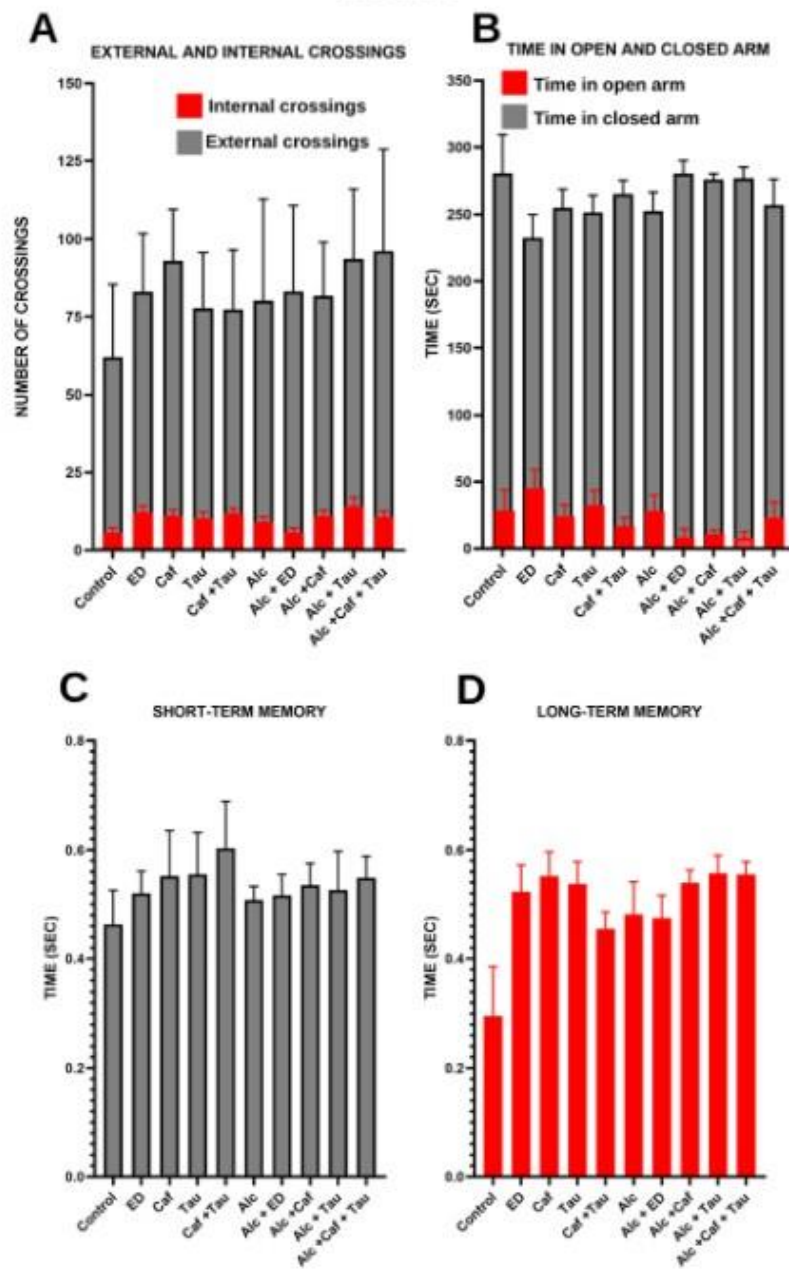 A
EXTERNAL AND INTERNAL CROSSINGS
Internal crossings
External crossings
NUMBER OF CROSSINGS
150
125
100
75
50
25
0
Control
ED
Caf
Tau
Caf +Tau
Alc
Alc + ED
Alc +Caf
Alc + Tau
Alc +Caf + Tau
B
TIME IN OPEN AND CLOSED ARM
Time in open arm
Time in closed arm
TIME (SEC)
350
300
250
200
150
100
50
0
Control
ED
Caf
Tau
Caf + Tau
Alc
Alc + ED
Alc + Caf
Alc + Tau
Alc +Caf + Tau
C
SHORT-TERM MEMORY
TIME (SEC)
0.8
0.6
0.4
0.2
0.0
Control
ED
Caf
Tau
Caf +Tau
Alc
Alc + ED
Alc +Caf
Alc + Tau
Alc +Caf + Tau
D
LONG-TERM MEMORY
TIME (SEC)
0.8
0.6
0.4
0.2
0.0
Control
ED
Caf
Tau
Caf +Tau
Alc
Alc + ED
Alc +Caf
Alc + Tau
Alc +Caf + Tau